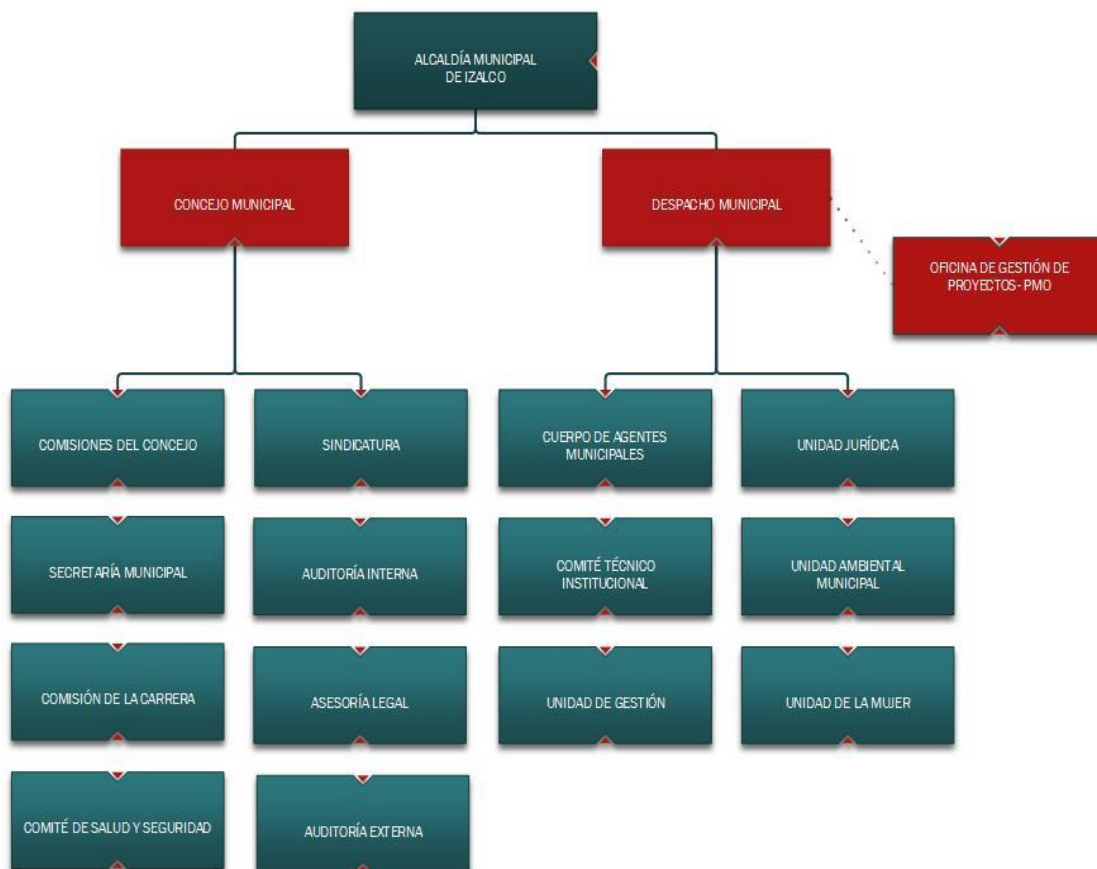 ALCALDÍA MUNICIPAL
DE IZALCO
CONCEJO MUNICIPAL
DESPACHO MUNICIPAL
OFICINA DE GESTIÓN DE
PROYECTOS- PMO
COMISIONES DEL CONCEJO
SINDICATURA
CUERPO DE AGENTES
MUNICIPALES
UNIDAD JURÍDICA
SECRETARÍA MUNICIPAL
AUDITORÍA INTERNA
COMITÉ TÉCNICO
INSTITUCIONAL
UNIDAD AMBIENTAL
MUNICIPAL
COMISIÓN DE LA CARRERA
ASESORÍA LEGAL
UNIDAD DE GESTIÓN
UNIDAD DE LA MUJER
COMITÉ DE SALUD Y SEGURIDAD
AUDITORÍA EXTERNA